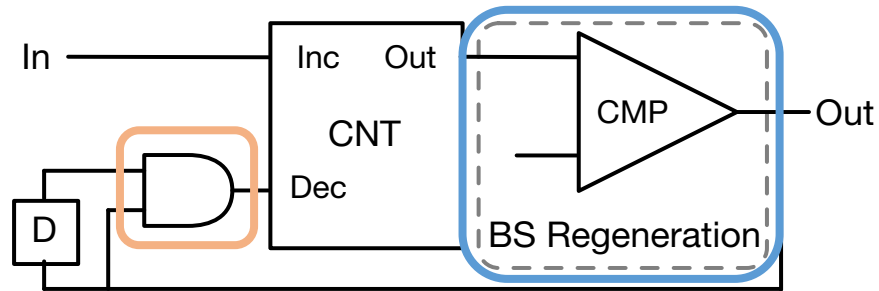 In
Inc Out
CNT
Dec
D
CMP
Out
BS Regeneration